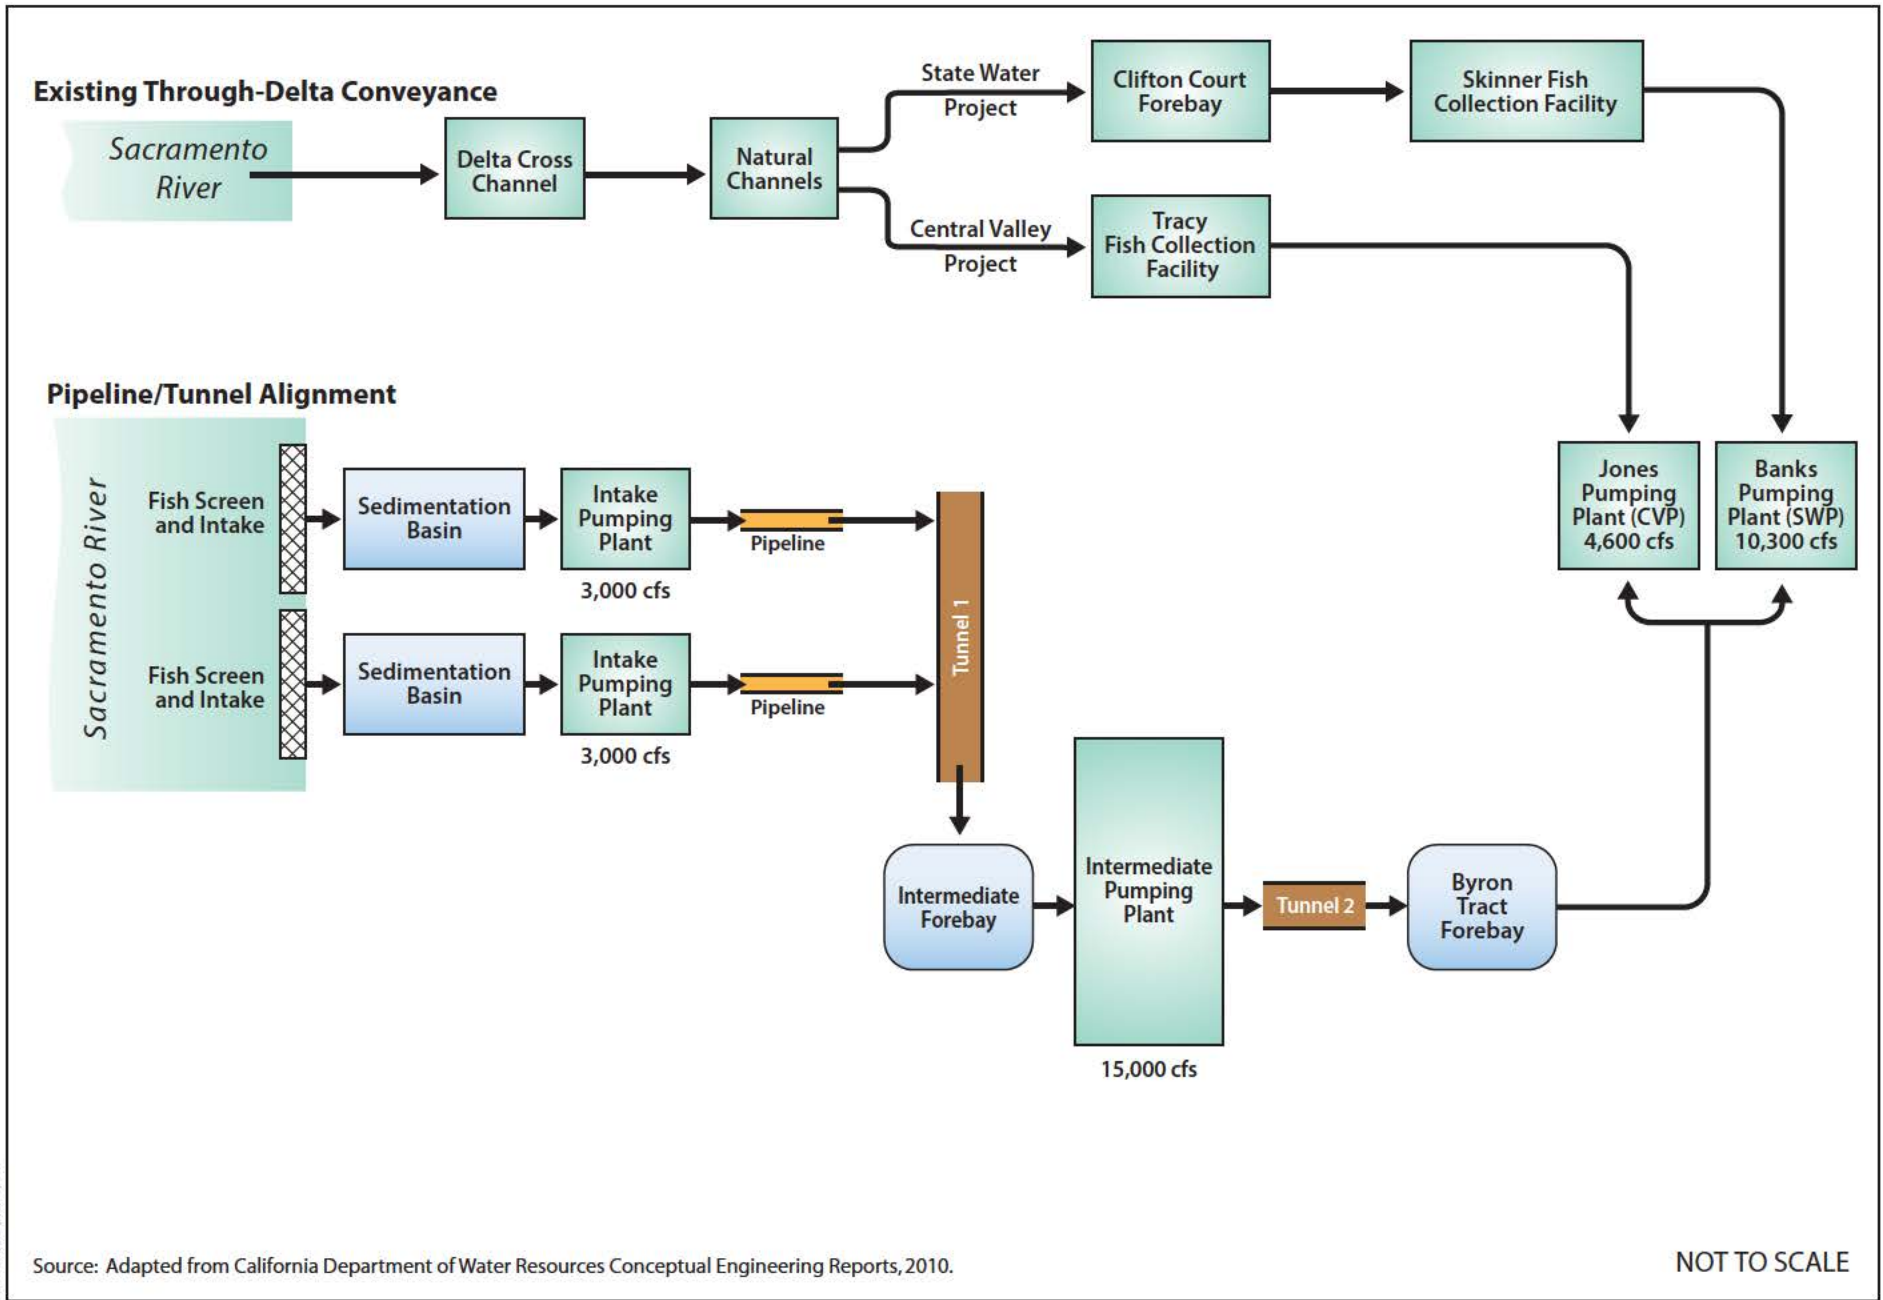 Existing Through-Delta Conveyance
Sacramento
River
Delta Cross
Channel
Natural
Channels
State Water
Project
Clifton Court
Forebay
Skinner Fish
Collection Facility
Central Valley
Project
Tracy
Fish Collection
Facility
Pipeline/Tunnel Alignment
Sacramento River
Fish Screen
and Intake
Sedimentation
Basin
Intake
Pumping
Plant
3,000 cfs
Pipeline
Fish Screen
and Intake
Sedimentation
Basin
Intake
Pumping
Plant
3,000 cfs
Pipeline
Tunnel 1
Jones
Pumping
Plant (CVP)
4,600 cfs
Banks
Pumping
Plant (SWP)
10,300 cfs
Intermediate
Forebay
Intermediate
Pumping
Plant
15,000 cfs
Tunnel 2
Byron
Tract
Forebay
Source: Adapted from California Department of Water Resources Conceptual Engineering Reports, 2010.
NOT TO SCALE